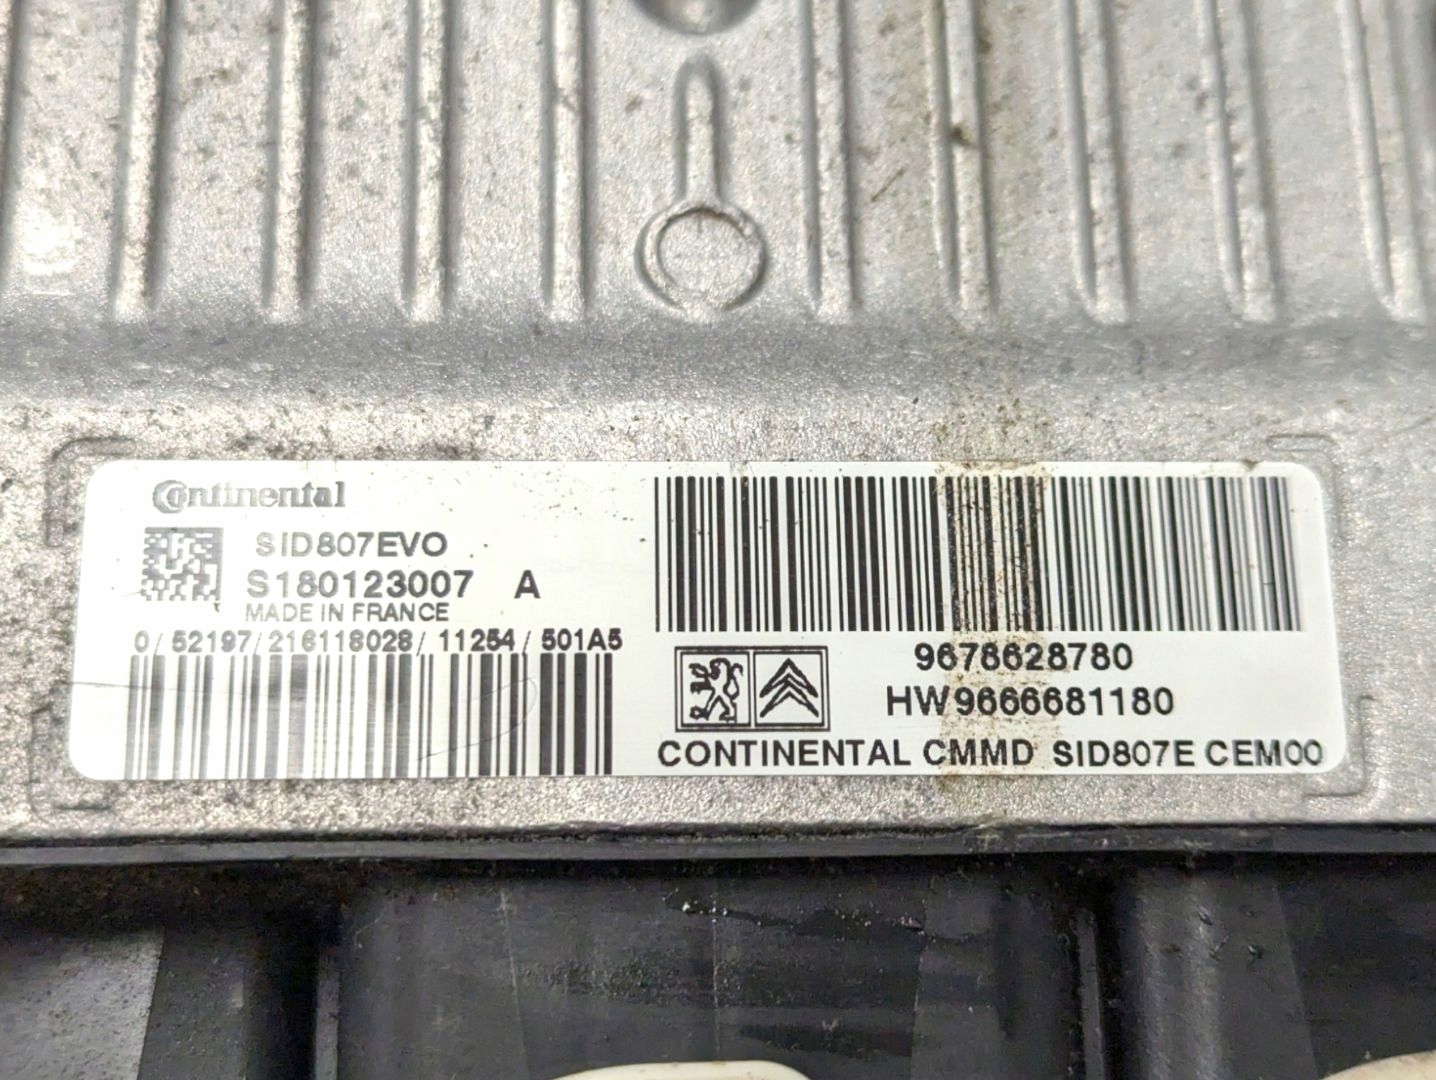 Continental
SID807EVO
S180123007 A
MADE IN FRANCE
0/52197/216118028/11254/501A5
9678628780
HW9666681180
CONTINENTAL CMMD SID807E CEM00